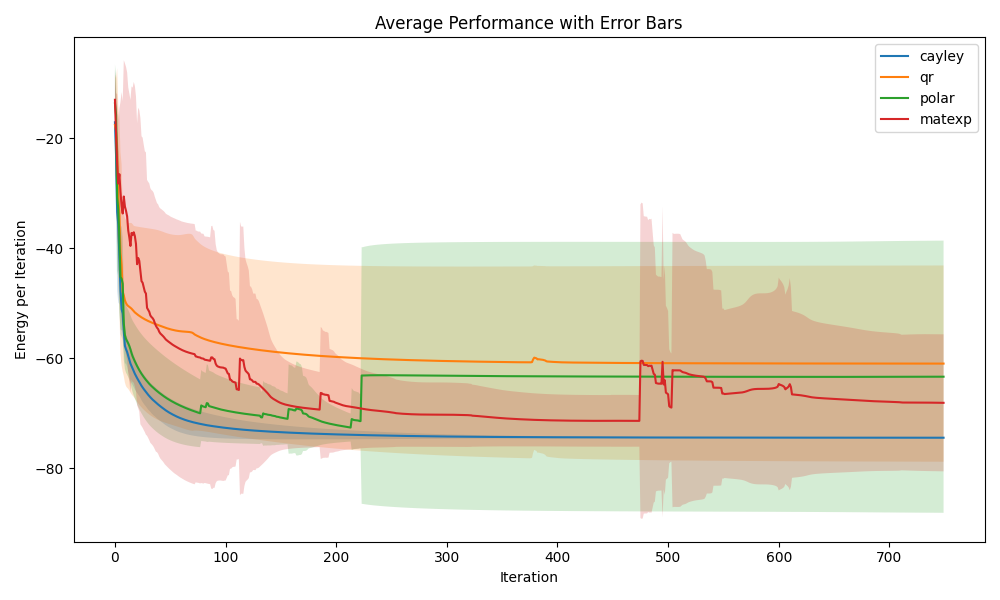 Average Performance with Error Bars
cayley
qr
polar
matexp
Energy per Iteration
−20
−40
−60
−80
0 100 200 300 400 500 600 700
Iteration